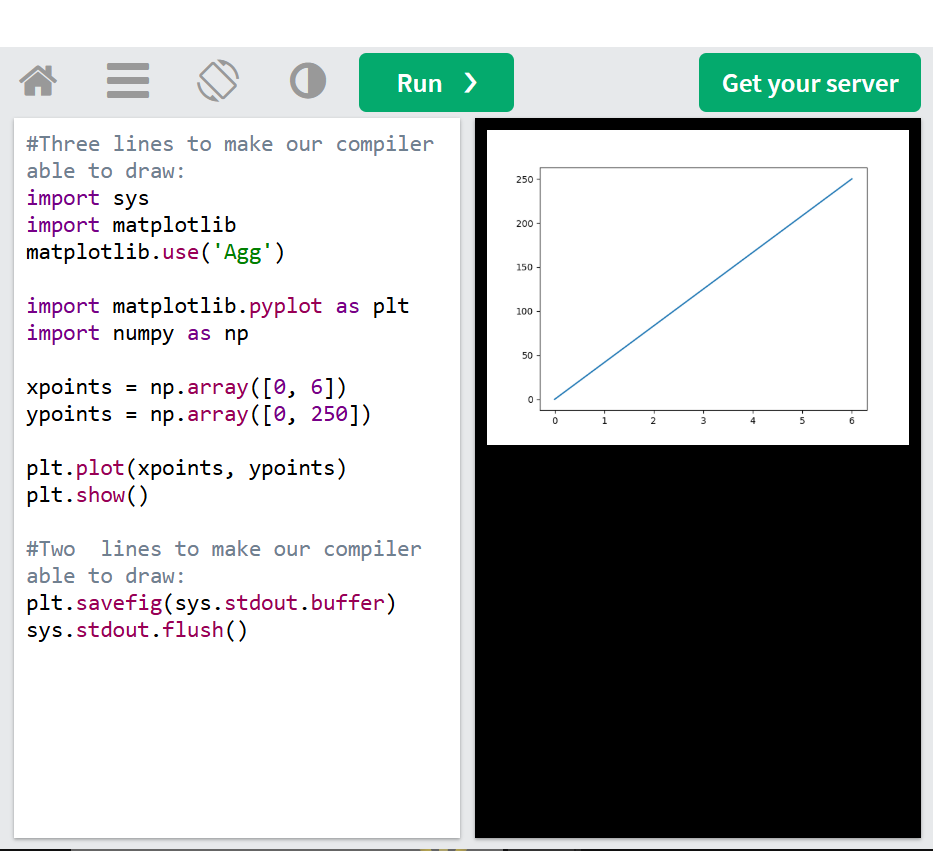 Run ❯
Get your server
#Three lines to make our compiler
able to draw:
import sys
import matplotlib
matplotlib.use('Agg')
import matplotlib.pyplot as plt
import numpy as np
xpoints = np.array([0, 6])
ypoints = np.array([0, 250])
plt.plot(xpoints, ypoints)
plt.show()
#Two  lines to make our compiler
able to draw:
plt.savefig(sys.stdout.buffer)
sys.stdout.flush()
250
200
150
100
50
0
0 1 2 3 4 5 6